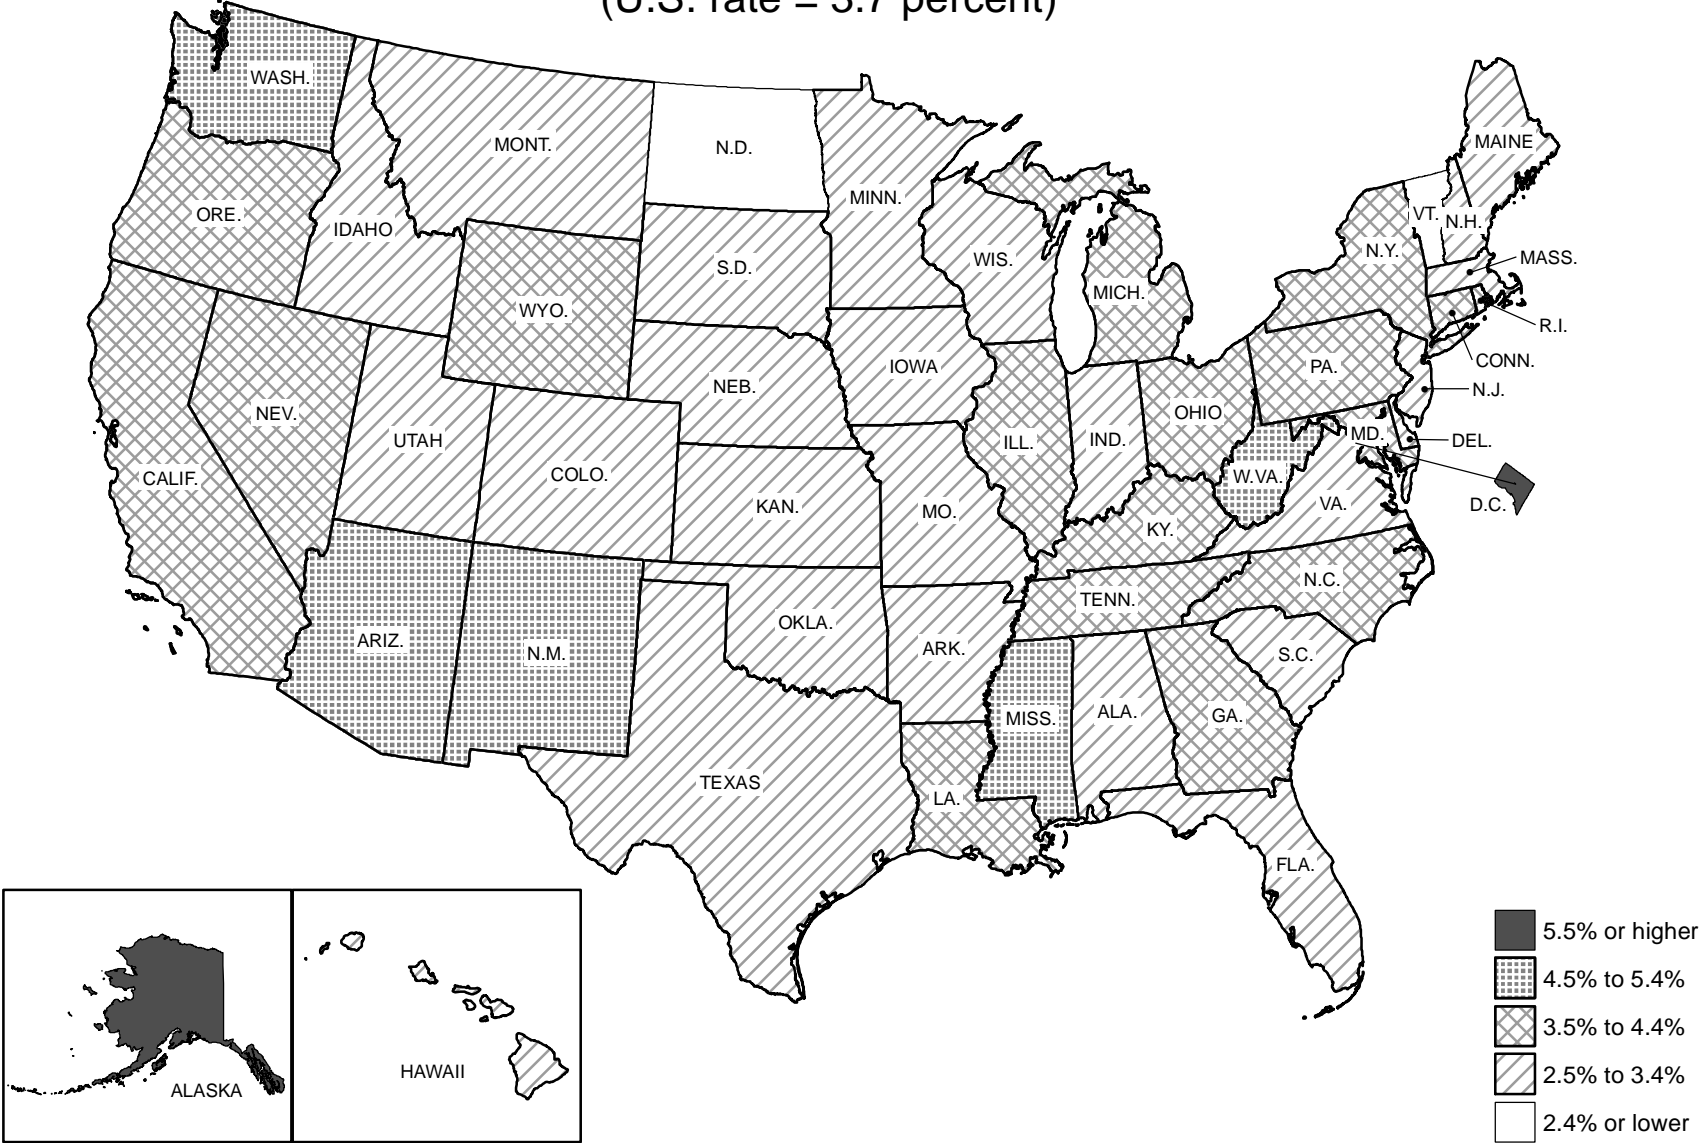 (U.S. rate = 3.7 percent)
WASH.
MONT.
N.D.
MINN.
MAINE
ORE.
IDAHO
S.D.
WIS.
MICH.
N.Y.
VT.
N.H.
MASS.
WYO.
R.I.
CONN.
NEV.
UTAH
NEB.
IOWA
ILL.
IND.
OHIO
PA.
N.J.
CALIF.
COLO.
KAN.
MO.
KY.
W.VA.
MD.
DEL.
VA.
D.C.
ARIZ.
N.M.
OKLA.
ARK.
TENN.
N.C.
S.C.
TEXAS
LA.
MISS.
ALA.
GA.
FLA.
ALASKA
HAWAII
5.5% or higher
4.5% to 5.4%
3.5% to 4.4%
2.5% to 3.4%
2.4% or lower